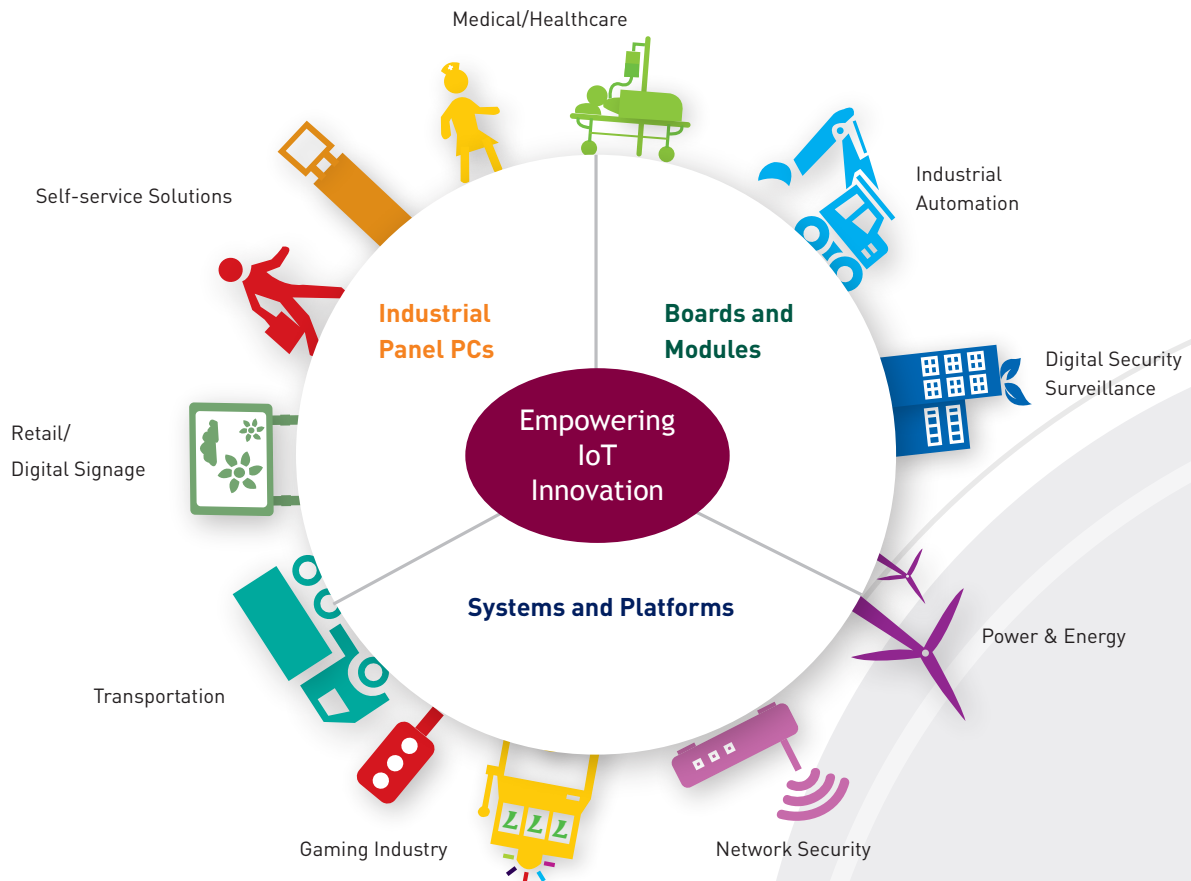 Medical/Healthcare
Self-service Solutions
Industrial
Automation
Industrial
Panel PCs
Boards and
Modules
Digital Security
Surveillance
Retail/
Digital Signage
Empowering
IoT
Innovation
Systems and Platforms
Power & Energy
Transportation
Gaming Industry
Network Security
777